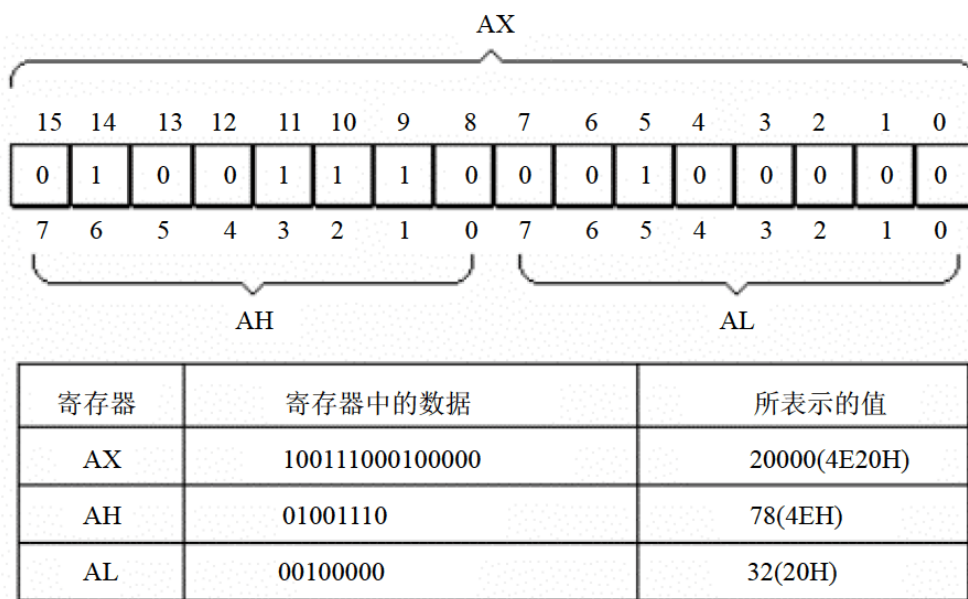 AX
15 14 13 12 11 10 9 8 7 6 5 4 3 2 1 0
0 1 0 0 1 1 1 0 0 0 1 0 0 0 0 0
7 6 5 4 3 2 1 0 7 6 5 4 3 2 1 0
AH AL
寄存器 寄存器中的数据 所表示的值
AX 100111000100000 20000(4E20H)
AH 01001110 78(4EH)
AL 00100000 32(20H)